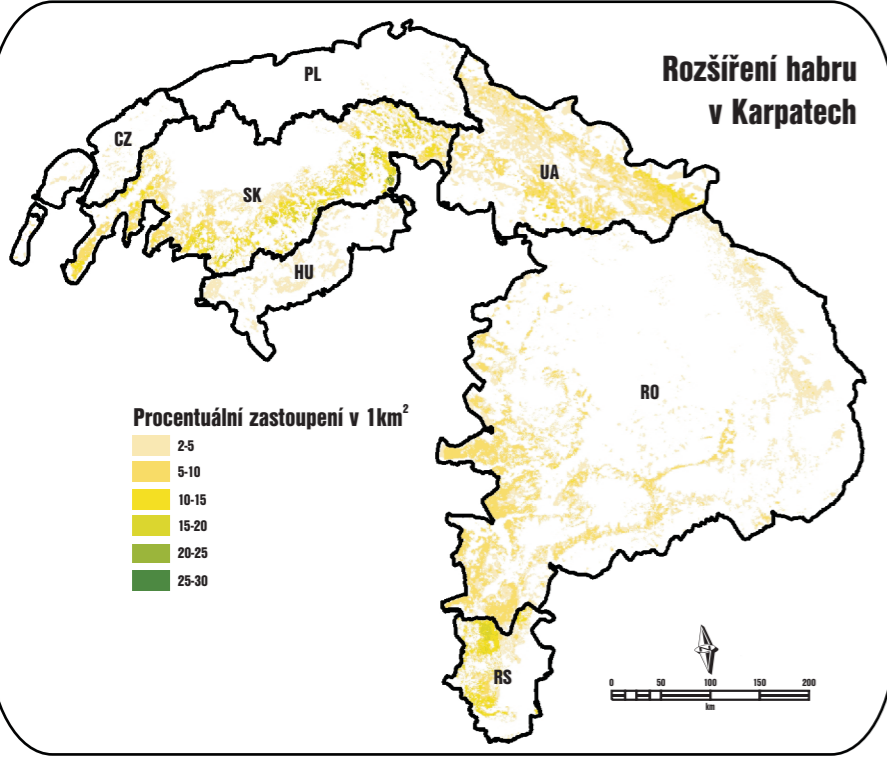 Rozšíření habru
v Karpatech
PL
CZ
SK
UA
HU
RO
RS
Procentuální zastoupení v 1km²
2-5
5-10
10-15
15-20
20-25
25-30
0 50 100 150 200
km